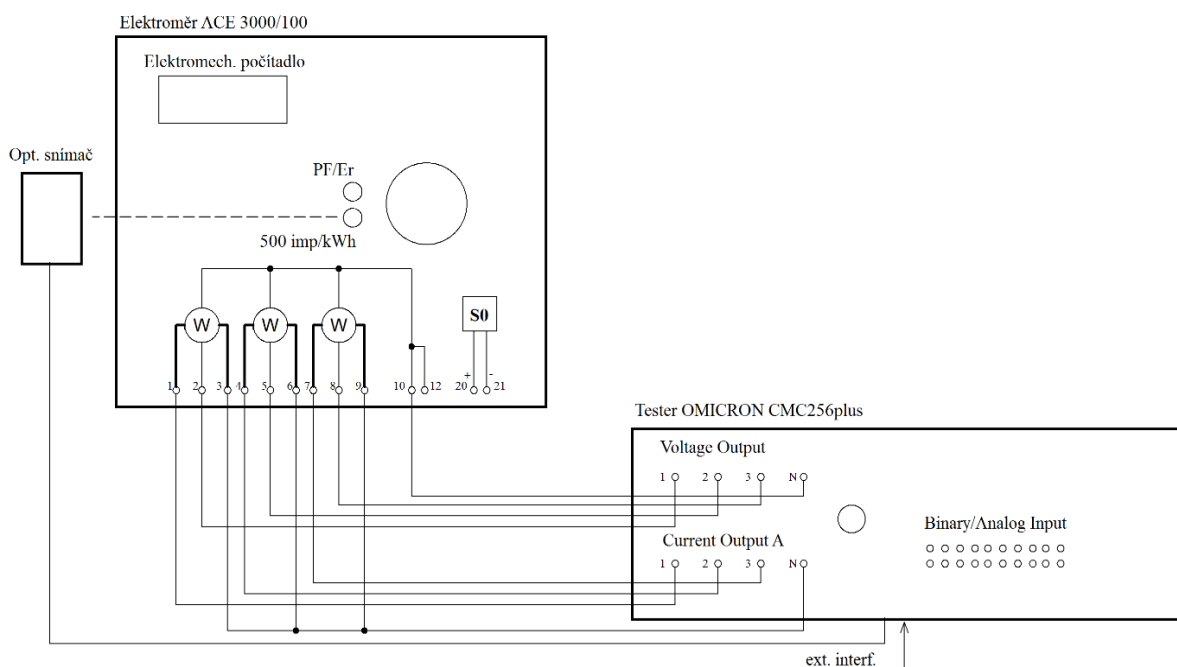 Elektroměr ΛCE 3000/100
Elektromech. počítadlo
Opt. snímač
PF/Er
500 imp/kWh
W W W
S0
+ -
1 2 3 4 5 6 7 8 9 10 12 20 21
Tester OMICRON CMC256plus
Voltage Output
1 2 3 N
Binary/Analog Input
Current Output A
1 2 3 N
ext. interf.